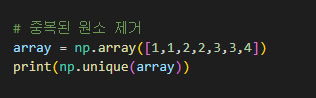 # 중복된 원소 제거
array = np.array([1,1,2,2,3,3,4])
print(np.unique(array))